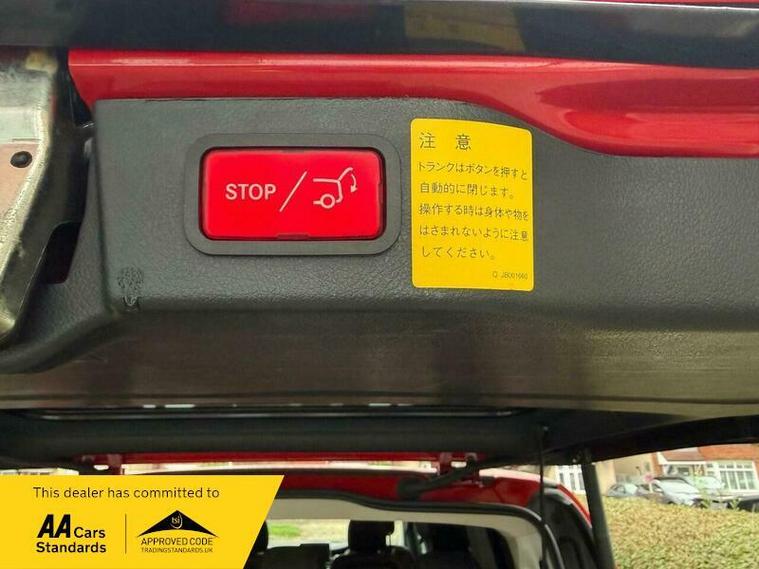 STOP
注 意
トランクはボタンを押すと
自動的に閉じます。
操作する時は身体や物を
はさまれないように注意
してください。
Q JB001660
This dealer has committed to
AA Cars
Standards
tsi
APPROVED CODE
TRADINGSTANDARDS.UK